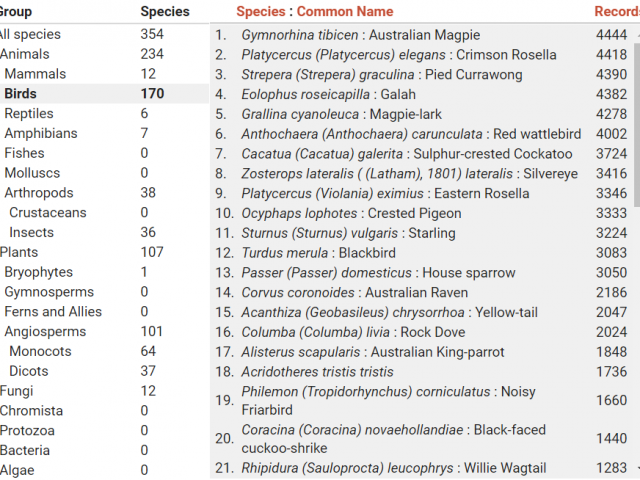 Group Species Species : Common Name Records
All species 354
Animals 234
Mammals 12
Birds 170
Reptiles 6
Amphibians 7
Fishes 0
Molluscs 0
Arthropods 38
Crustaceans 0
Insects 36
Plants 107
Bryophytes 1
Gymnosperms 0
Ferns and Allies 0
Angiosperms 101
Monocots 64
Dicots 37
Fungi 12
Chromista 0
Protozoa 0
Bacteria 0
Algae 0
1. Gymnorhina tibicen : Australian Magpie 4444
2. Platycercus (Platycercus) elegans : Crimson Rosella 4418
3. Strepera (Strepera) graculina : Pied Currawong 4390
4. Eolophus roseicapilla : Galah 4382
5. Grallina cyanoleuca : Magpie-lark 4278
6. Anthochaera (Anthochaera) carunculata : Red wattlebird 4002
7. Cacatua (Cacatua) galerita : Sulphur-crested Cockatoo 3724
8. Zosterops lateralis ( (Latham), 1801) lateralis : Silvereye 3416
9. Platycercus (Violania) eximius : Eastern Rosella 3346
10. Ocyphaps lophotes : Crested Pigeon 3333
11. Sturnus (Sturnus) vulgaris : Starling 3224
12. Turdus merula : Blackbird 3083
13. Passer (Passer) domesticus : House sparrow 3050
14. Corvus coronoides : Australian Raven 2186
15. Acanthiza (Geobasileus) chrysorrhoa : Yellow-tail 2047
16. Columba (Columba) livia : Rock Dove 2024
17. Alisterus scapularis : Australian King-parrot 1848
18. Acridotheres tristis tristis 1736
19. Philemon (Tropidorhynchus) corniculatus : Noisy
Friarbird 1660
20. Coracina (Coracina) novaehollandiae : Black-faced
cuckoo-shrike 1440
21. Rhipidura (Sauloprocta) leucophrys : Willie Wagtail 1283